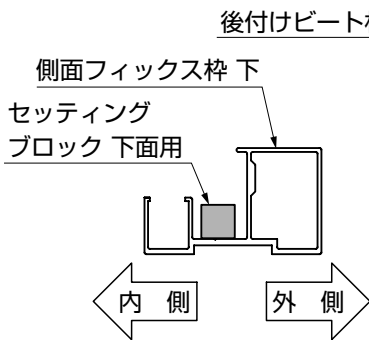 後付けビート
側面フィックス枠 下
セッティング
ブロック 下面用
内 側
外 側